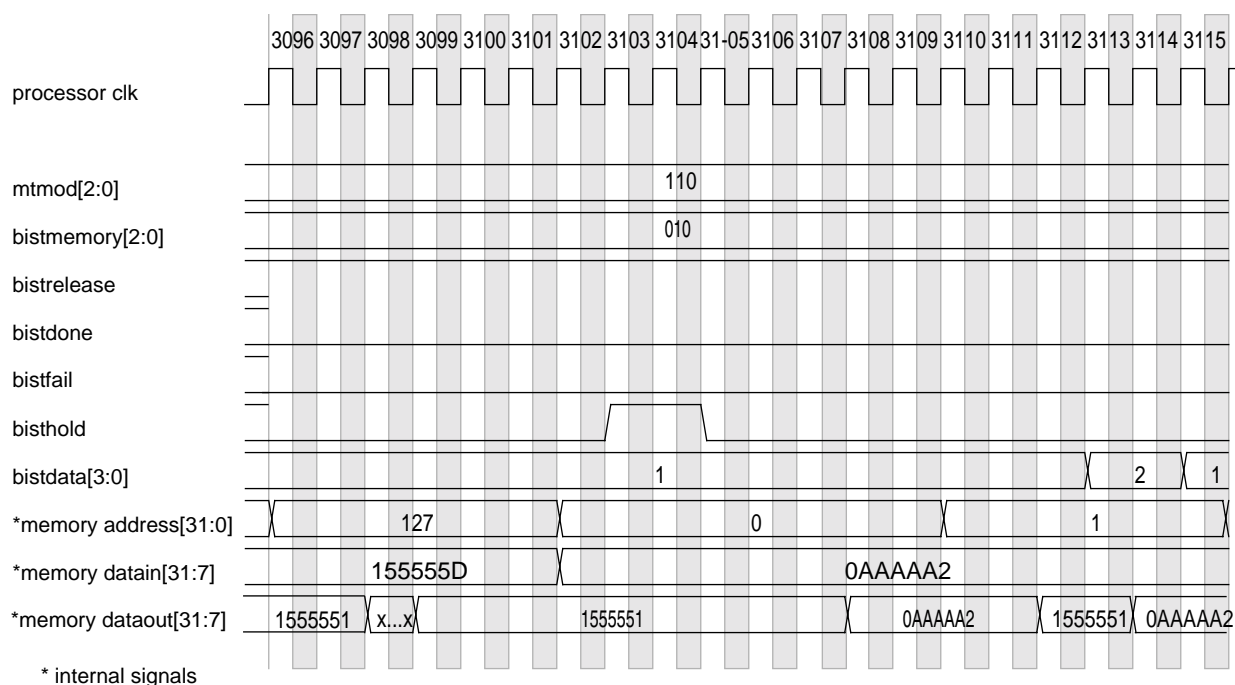 3096 3097 3098 3099 3100 3101 3102 3103 3104 31-05 3106 3107 3108 3109 3110 3111 3112 3113 3114 3115
processor clk
mtmod[2:0] 110
bistmemory[2:0] 010
bistrelease
bistdone
bistfail
bisthold
bistdata[3:0] 1 2 1
*memory address[31:0] 127 0 1
*memory datain[31:7] 155555D 0AAAAA2
*memory dataout[31:7] 1555551 x...x 1555551 0AAAAA2 1555551 0AAAAA2
* internal signals